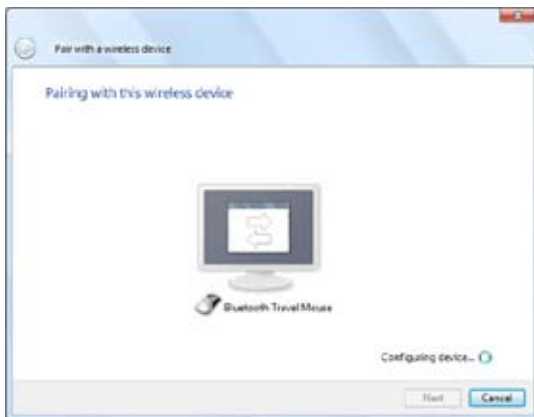 Pair with a wireless device
Pairing with this wireless device
Bluetooth Travel Mouse
Configuring device...
Next
Cancel